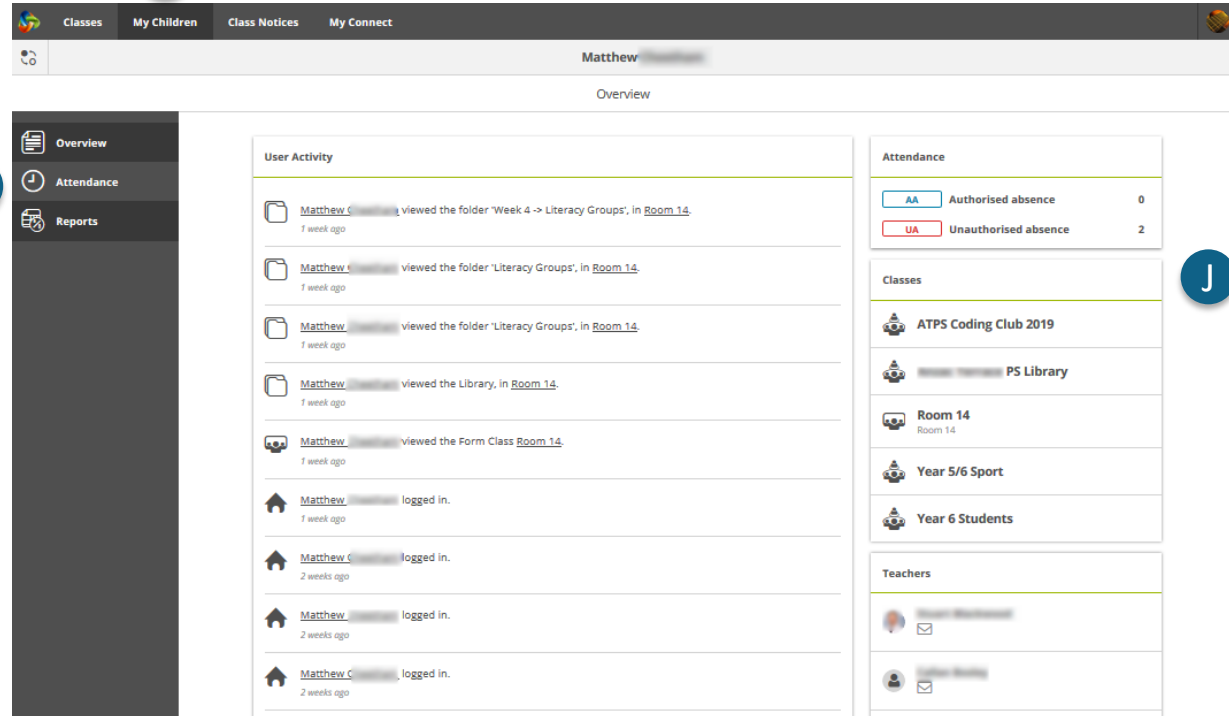 Classes My Children Class Notices My Connect
Matthew
Overview
Overview
Attendance
Reports
User Activity
Matthew viewed the folder 'Week 4 -> Literacy Groups', in Room 14.
1 week ago
Matthew viewed the folder 'Literacy Groups', in Room 14.
1 week ago
Matthew viewed the folder 'Literacy Groups', in Room 14.
1 week ago
Matthew viewed the Library, in Room 14.
1 week ago
Matthew viewed the Form Class Room 14.
1 week ago
Matthew logged in.
1 week ago
Matthew logged in.
2 weeks ago
Matthew logged in.
2 weeks ago
Matthew logged in.
2 weeks ago
Attendance
AA Authorised absence 0
UA Unauthorised absence 2
J
Classes
ATPS Coding Club 2019
PS Library
Room 14
Room 14
Year 5/6 Sport
Year 6 Students
Teachers